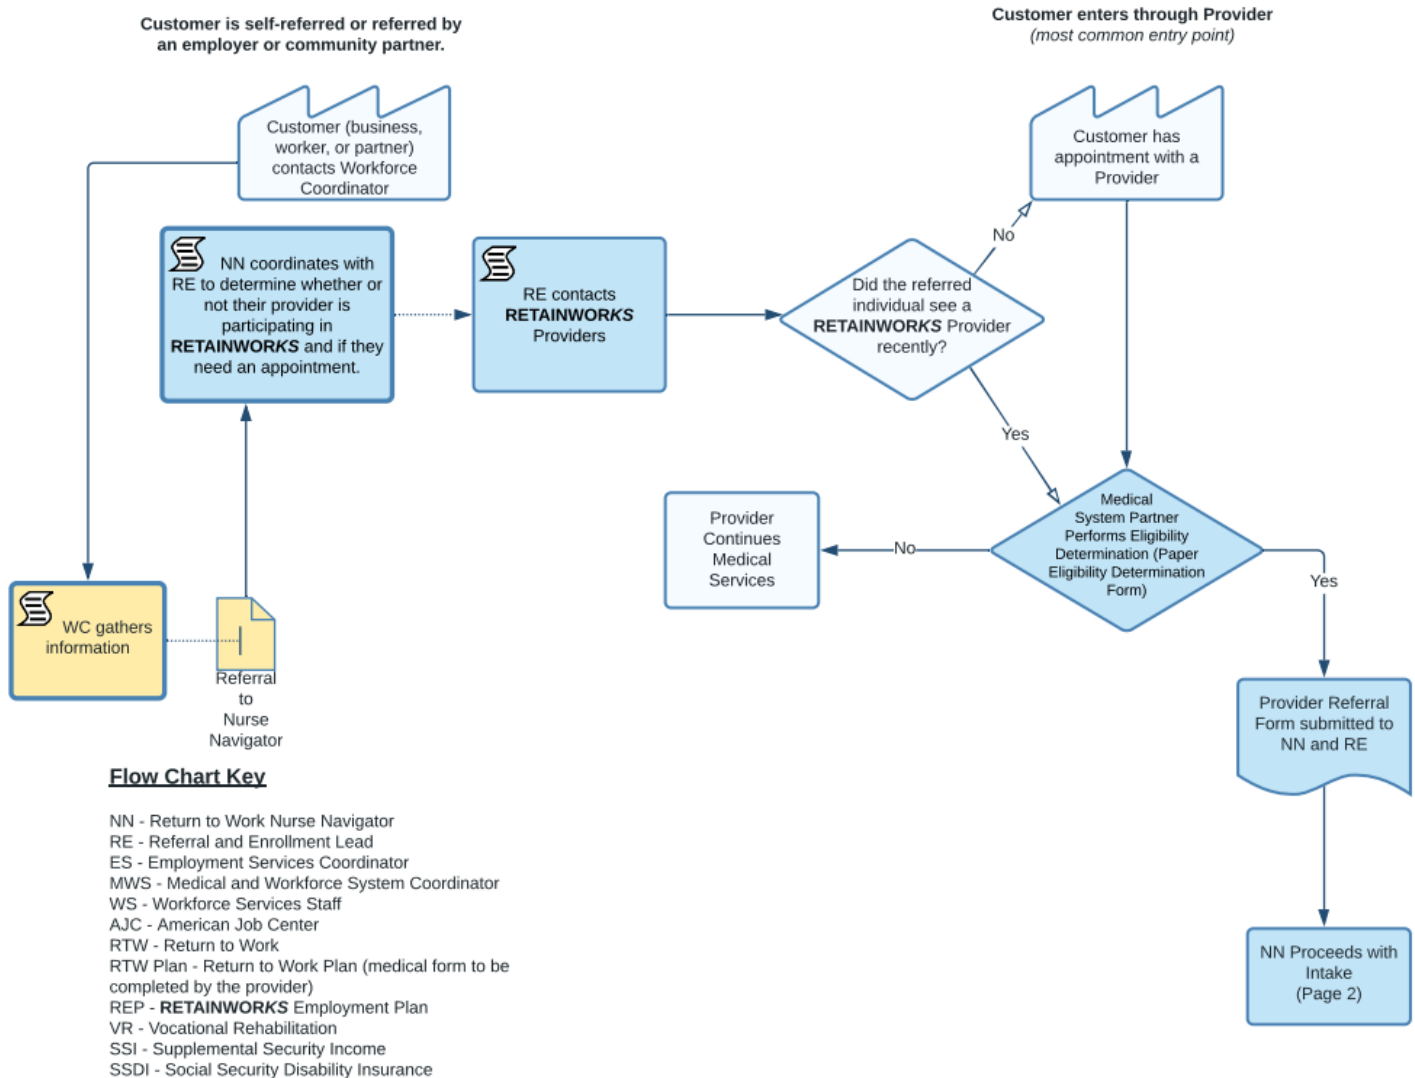 Customer is self-referred or referred by
an employer or community partner.
Customer enters through Provider
(most common entry point)
Customer (business,
worker, or partner)
contacts Workforce
Coordinator
Customer has
appointment with a
Provider
NN coordinates with
RE to determine whether or
not their provider is
participating in
RETAINWORKS and if they
need an appointment.
RE contacts
RETAINWORKS
Providers
Did the referred
individual see a
RETAINWORKS Provider
recently?
No
Yes
Provider
Continues
Medical
Services
No
Medical
System Partner
Performs Eligibility
Determination (Paper
Eligibility Determination
Form)
Yes
WC gathers
information
Referral
to
Nurse
Navigator
Provider Referral
Form submitted to
NN and RE
NN Proceeds with
Intake
(Page 2)
Flow Chart Key
NN - Return to Work Nurse Navigator
RE - Referral and Enrollment Lead
ES - Employment Services Coordinator
MWS - Medical and Workforce System Coordinator
WS - Workforce Services Staff
AJC - American Job Center
RTW - Return to Work
RTW Plan - Return to Work Plan (medical form to be
completed by the provider)
REP - RETAINWORKS Employment Plan
VR - Vocational Rehabilitation
SSI - Supplemental Security Income
SSDI - Social Security Disability Insurance